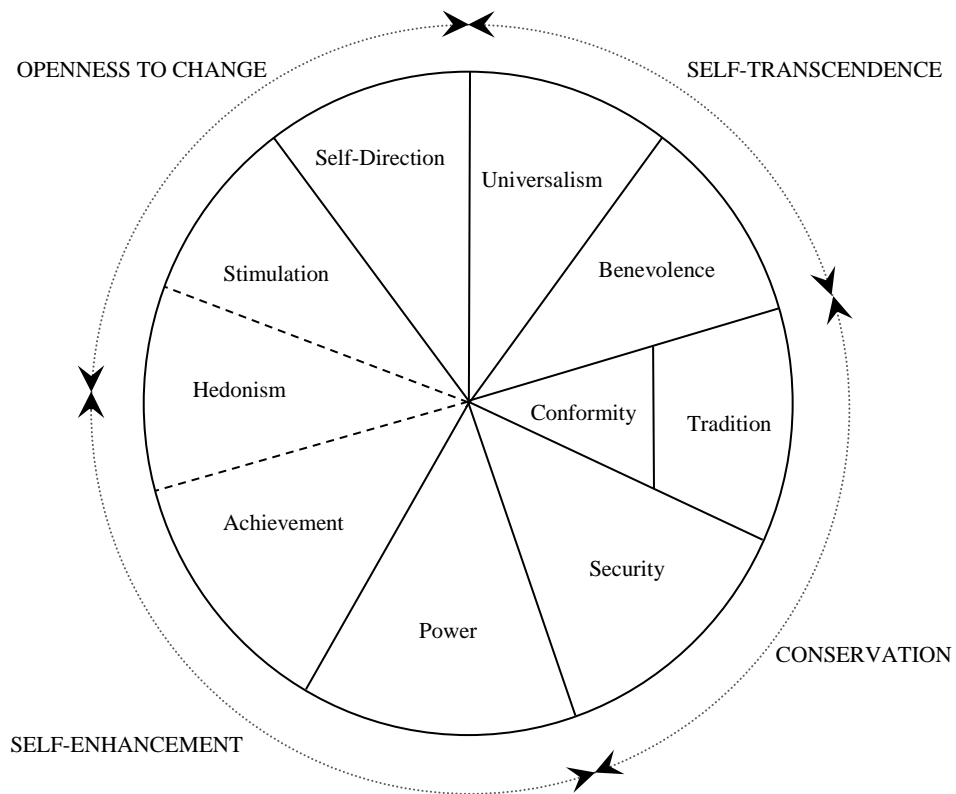 OPENNESS TO CHANGE
SELF-TRANSCENDENCE
Self-Direction
Universalism
Stimulation
Benevolence
Hedonism
Conformity
Tradition
Achievement
Security
Power
CONSERVATION
SELF-ENHANCEMENT